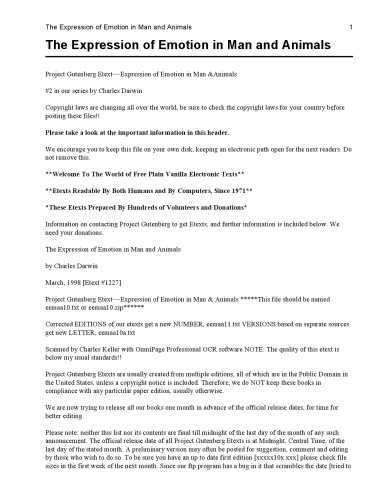 The Expression of Emotion in Man and Animals 1
The Expression of Emotion in Man and Animals
Project Gutenberg Etext—Expression of Emotion in Man &Animals
#2 in our series by Charles Darwin
Copyright laws are changing all over the world, be sure to check the copyright laws for your country before
posting these files!!
Please take a look at the important information in this header.
We encourage you to keep this file on your own disk, keeping an electronic path open for the next readers. Do
not remove this.
**Welcome To The World of Free Plain Vanilla Electronic Texts**
**Etexts Readable By Both Humans and By Computers, Since 1971**
*These Etexts Prepared By Hundreds of Volunteers and Donations*
Information on contacting Project Gutenberg to get Etexts, and further information is included below. We
need your donations.
The Expression of Emotion in Man and Animals
by Charles Darwin
March, 1998 [Etext #1227]
Project Gutenberg Etext—Expression of Emotion in Man & Animals *****This file should be named
eemaa10.txt or eemaa10.zip******
Corrected EDITIONS of our etexts get a new NUMBER, eemaa11.txt VERSIONS based on separate sources
get new LETTER, eemaa10a.txt
Scanned by Charles Keller with OmniPage Professional OCR software NOTE: The quality of this etext is
below my usual standards!!
Project Gutenberg Etexts are usually created from multiple editions, all of which are in the Public Domain in
the United States, unless a copyright notice is included. Therefore, we do NOT keep these books in
compliance with any particular paper edition, usually otherwise.
We are now trying to release all our books one month in advance of the official release dates, for time for
better editing.
Please note: neither this list nor its contents are final till midnight of the last day of the month of any such
announcement. The official release date of all Project Gutenberg Etexts is at Midnight, Central Time, of the
last day of the stated month. A preliminary version may often be posted for suggestion, comment and editing
by those who wish to do so. To be sure you have an up to date first edition [xxxxx10x.xxx] please check file
sizes in the first week of the next month. Since our ftp program has a bug in it that scrambles the date [tried to